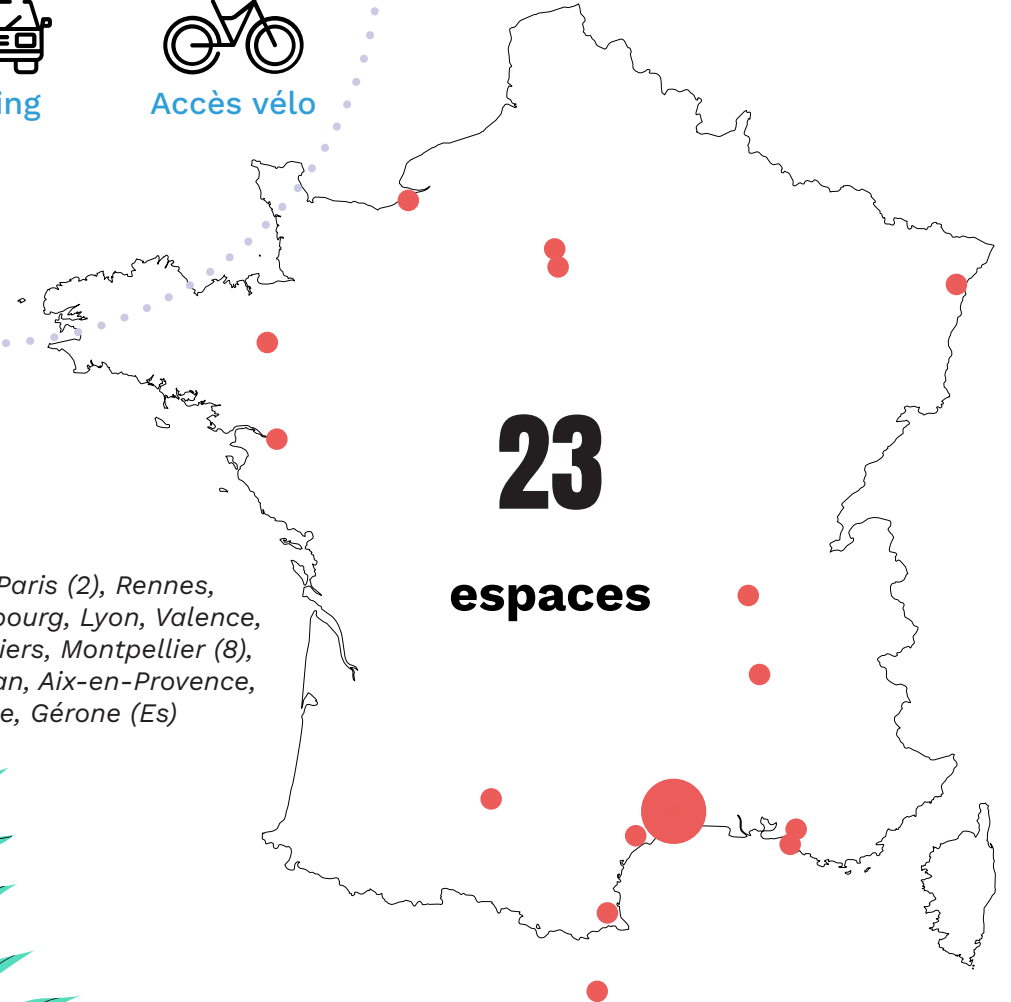 ing
Accès vélo
23
espaces
Paris (2), Rennes,
bourg, Lyon, Valence,
iers, Montpellier (8),
an, Aix-en-Provence,
e, Gérone (Es)